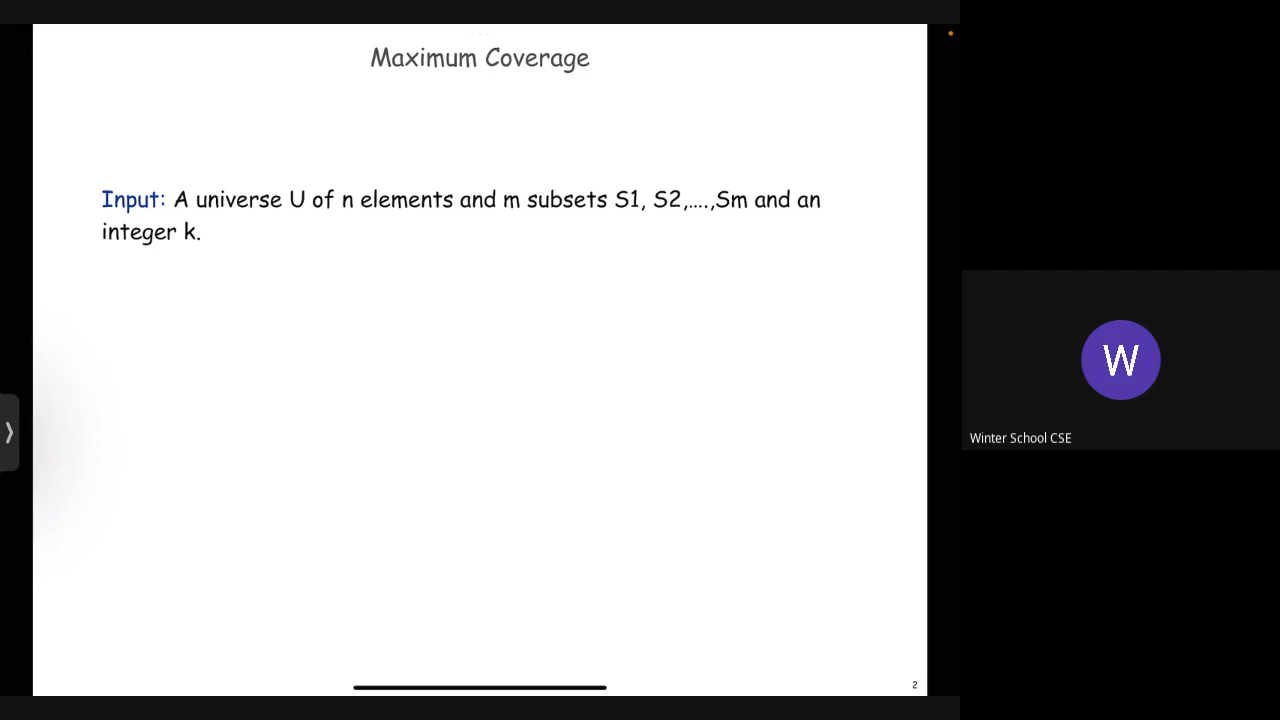 Maximum Coverage
Input: A universe U of n elements and m subsets S1, S2,....,Sm and an
integer k.
2
W
Winter School CSE